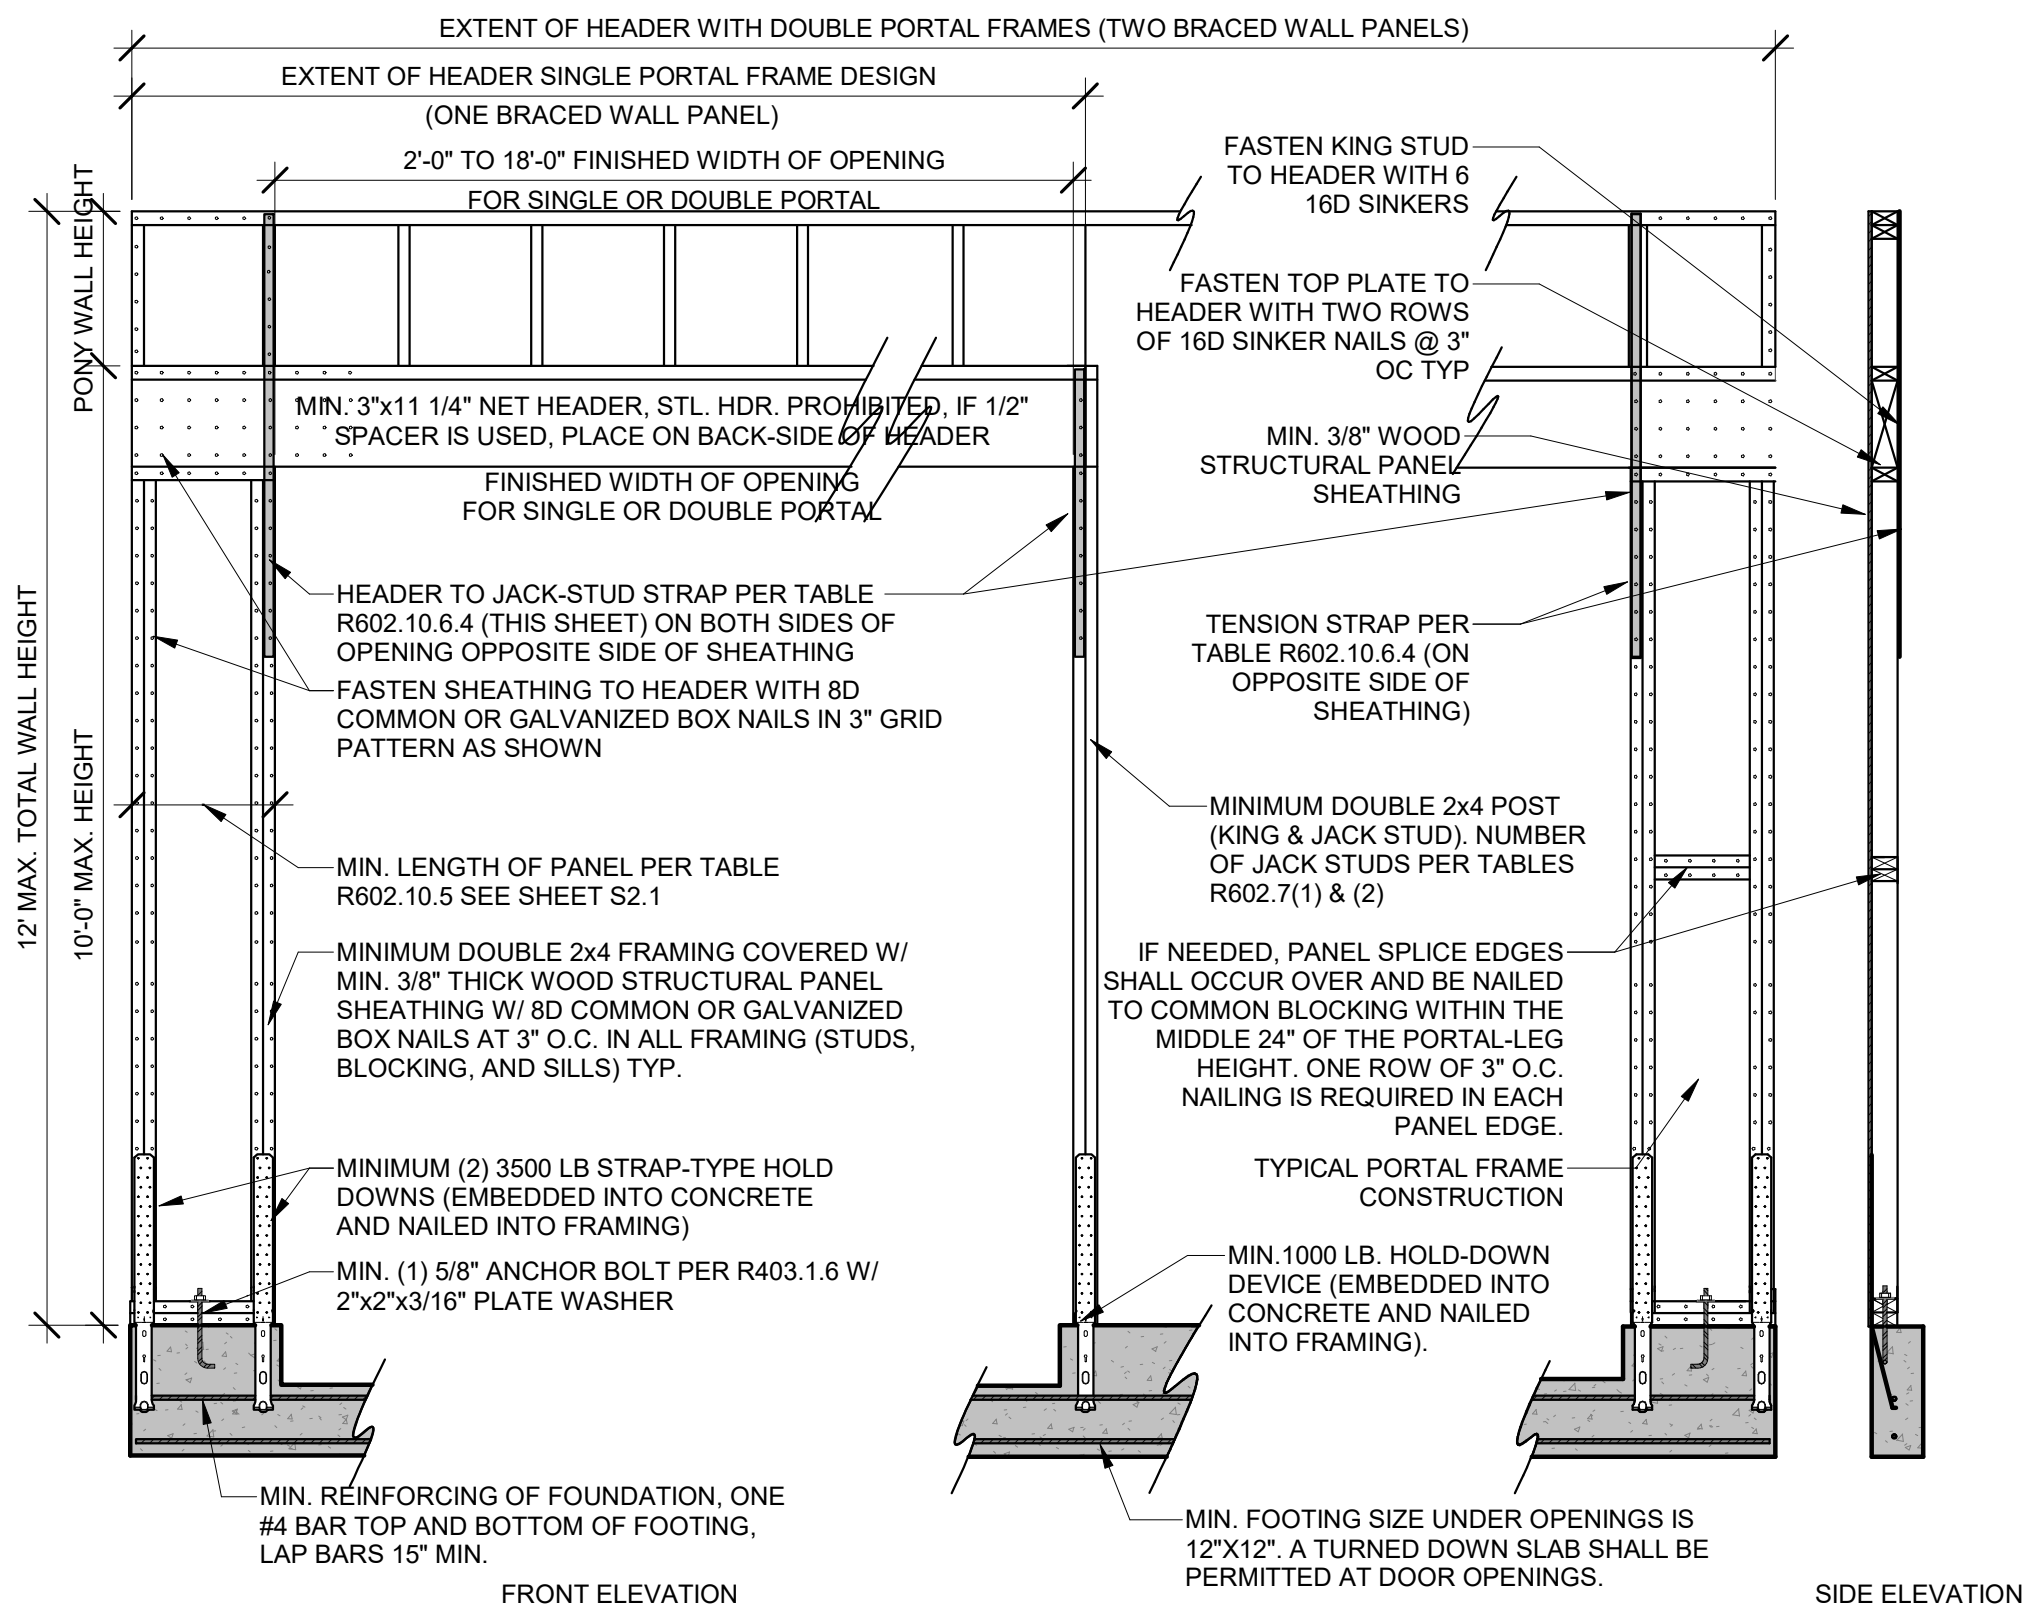 EXTENT OF HEADER WITH DOUBLE PORTAL FRAMES (TWO BRACED WALL PANELS)
EXTENT OF HEADER SINGLE PORTAL FRAME DESIGN
(ONE BRACED WALL PANEL)
2'-0" TO 18'-0" FINISHED WIDTH OF OPENING
FOR SINGLE OR DOUBLE PORTAL
FASTEN KING STUD
TO HEADER WITH 6
16D SINKERS
PONY WALL HEIGHT
FASTEN TOP PLATE TO
HEADER WITH TWO ROWS
OF 16D SINKER NAILS @ 3"
OC TYP
MIN. 3"x11 1/4" NET HEADER, STL. HDR. PROHIBITED, IF 1/2"
SPACER IS USED, PLACE ON BACK-SIDE OF HEADER
MIN. 3/8" WOOD
STRUCTURAL PANEL
SHEATHING
FINISHED WIDTH OF OPENING
FOR SINGLE OR DOUBLE PORTAL
12' MAX. TOTAL WALL HEIGHT
10'-0" MAX. HEIGHT
HEADER TO JACK-STUD STRAP PER TABLE
R602.10.6.4 (THIS SHEET) ON BOTH SIDES OF
OPENING OPPOSITE SIDE OF SHEATHING
TENSION STRAP PER
TABLE R602.10.6.4 (ON
OPPOSITE SIDE OF
SHEATHING)
FASTEN SHEATHING TO HEADER WITH 8D
COMMON OR GALVANIZED BOX NAILS IN 3" GRID
PATTERN AS SHOWN
MINIMUM DOUBLE 2x4 POST
(KING & JACK STUD). NUMBER
OF JACK STUDS PER TABLES
R602.7(1) & (2)
MIN. LENGTH OF PANEL PER TABLE
R602.10.5 SEE SHEET S2.1
MINIMUM DOUBLE 2x4 FRAMING COVERED W/
MIN. 3/8" THICK WOOD STRUCTURAL PANEL
SHEATHING W/ 8D COMMON OR GALVANIZED
BOX NAILS AT 3" O.C. IN ALL FRAMING (STUDS,
BLOCKING, AND SILLS) TYP.
IF NEEDED, PANEL SPLICE EDGES
SHALL OCCUR OVER AND BE NAILED
TO COMMON BLOCKING WITHIN THE
MIDDLE 24" OF THE PORTAL-LEG
HEIGHT. ONE ROW OF 3" O.C.
NAILING IS REQUIRED IN EACH
PANEL EDGE.
MINIMUM (2) 3500 LB STRAP-TYPE HOLD
DOWNS (EMBEDDED INTO CONCRETE
AND NAILED INTO FRAMING)
TYPICAL PORTAL FRAME
CONSTRUCTION
MIN. (1) 5/8" ANCHOR BOLT PER R403.1.6 W/
2"x2"x3/16" PLATE WASHER
MIN.1000 LB. HOLD-DOWN
DEVICE (EMBEDDED INTO
CONCRETE AND NAILED
INTO FRAMING).
MIN. REINFORCING OF FOUNDATION, ONE
#4 BAR TOP AND BOTTOM OF FOOTING,
LAP BARS 15" MIN.
MIN. FOOTING SIZE UNDER OPENINGS IS
12"X12". A TURNED DOWN SLAB SHALL BE
PERMITTED AT DOOR OPENINGS.
FRONT ELEVATION
SIDE ELEVATION